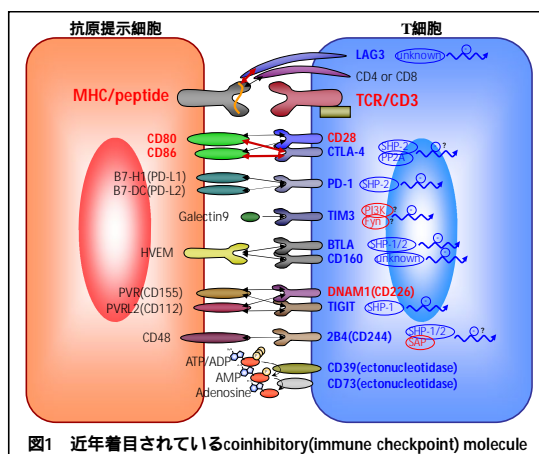 抗原提示細胞
T細胞
LAG3 unknown
CD4 or CD8
MHC/peptide
TCR/CD3
CD80
CD86
CD28
CTLA-4
SHP-2
PP2A
?
B7-H1(PD-L1)
B7-DC(PD-L2)
PD-1
SHP-2
Galectin9
TIM3
PI3K
Fyn
?
?
HVEM
BTLA
SHP-1/2
CD160
unknown
PVR(CD155)
PVRL2(CD112)
DNAM1(CD226)
TIGIT
SHP-1
CD48
2B4(CD244)
SHP-1/2
SAP
?
ATP/ADP
AMP
Adenosine
CD39(ectonucleotidase)
CD73(ectonucleotidase)
図1 近年着目されているcoinhibitory(immune checkpoint) molecule